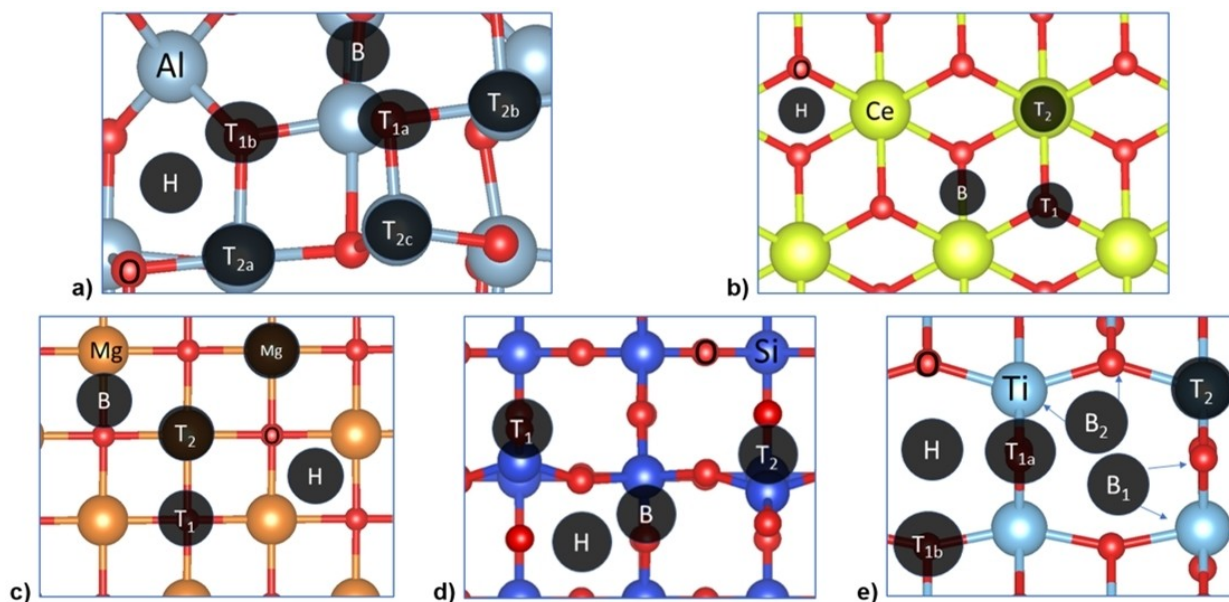 Al
B
T1b
T1a
T2b
H
T2a
T2c
O
a)
O
H
Ce
T2
B
T1
b)
Mg
Mg
B
T2
O
H
T1
c)
O
Si
T1
T2
B
H
d)
O
Ti
T2
B2
H
T1a
B1
T1b
e)